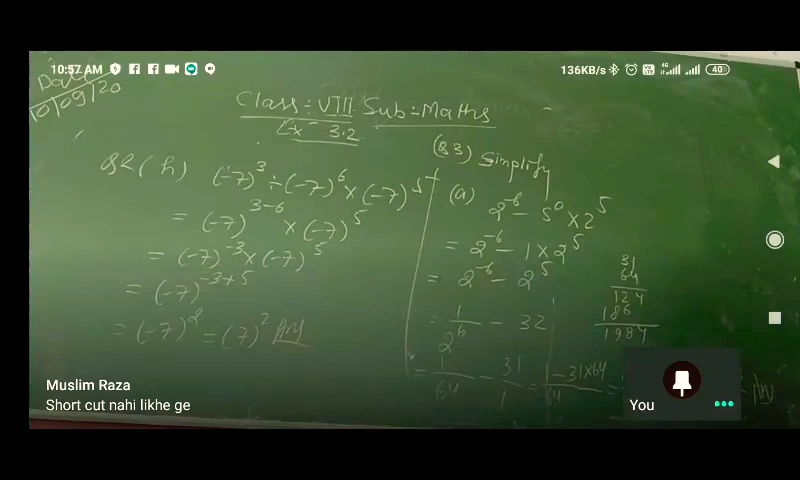 10:57 AM
136KB/s 4G 40
Date
10/09/20
Class:- VIII Sub:- Maths
Ex - 3.2
Q2 (h) (-7)³ ÷ (-7)⁶ × (-7)⁵
= (-7)³⁻⁶ × (-7)⁵
= (-7)⁻³ × (-7)⁵
= (-7)⁻³⁺⁵
= (-7)² = (7)² Ans
(Q3) Simplify
(a) 2⁻⁶ - 5⁰ × 2⁵
= 2⁻⁶ - 1 × 2⁵
= 2⁻⁶ - 2⁵
= 1/2⁶ - 32
= 1/64 - 31/1 = 1 - 31×64/64 =
31
64
124
186
1984
Muslim Raza
Short cut nahi likhe ge
You